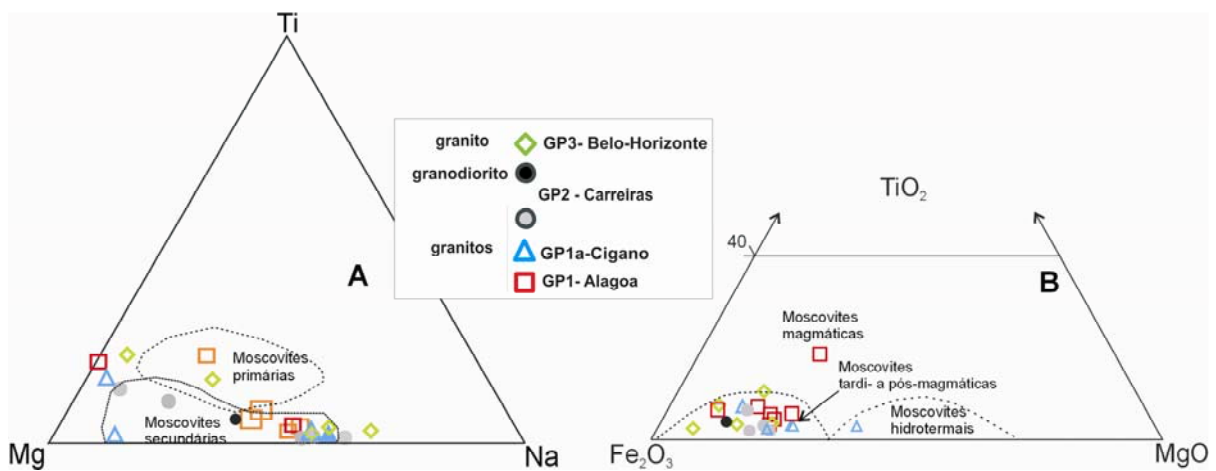 Ti
granito
GP3- Belo-Horizonte
granodiorito
GP2 - Carreiras
granitos
GP1a-Cigano
GP1- Alagoa
A
Moscovites
primárias
Moscovites
secundárias
Mg
Na
TiO2
40
B
Moscovites
magmáticas
Moscovites
tardi- a pós-magmáticas
Moscovites
hidrotermais
Fe2O3
MgO